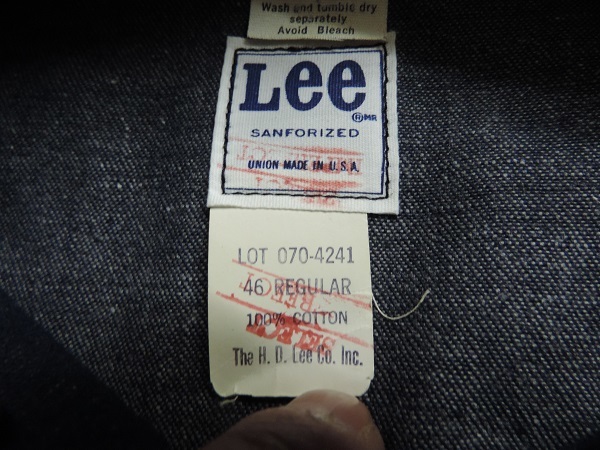 Wash and tumble dry
separately
Avoid Bleach
Lee
® MR
SANFORIZED
UNION MADE IN U.S.A.
LOT 070-4241
46 REGULAR
100% COTTON
The H. D. Lee Co. Inc.
SELECT